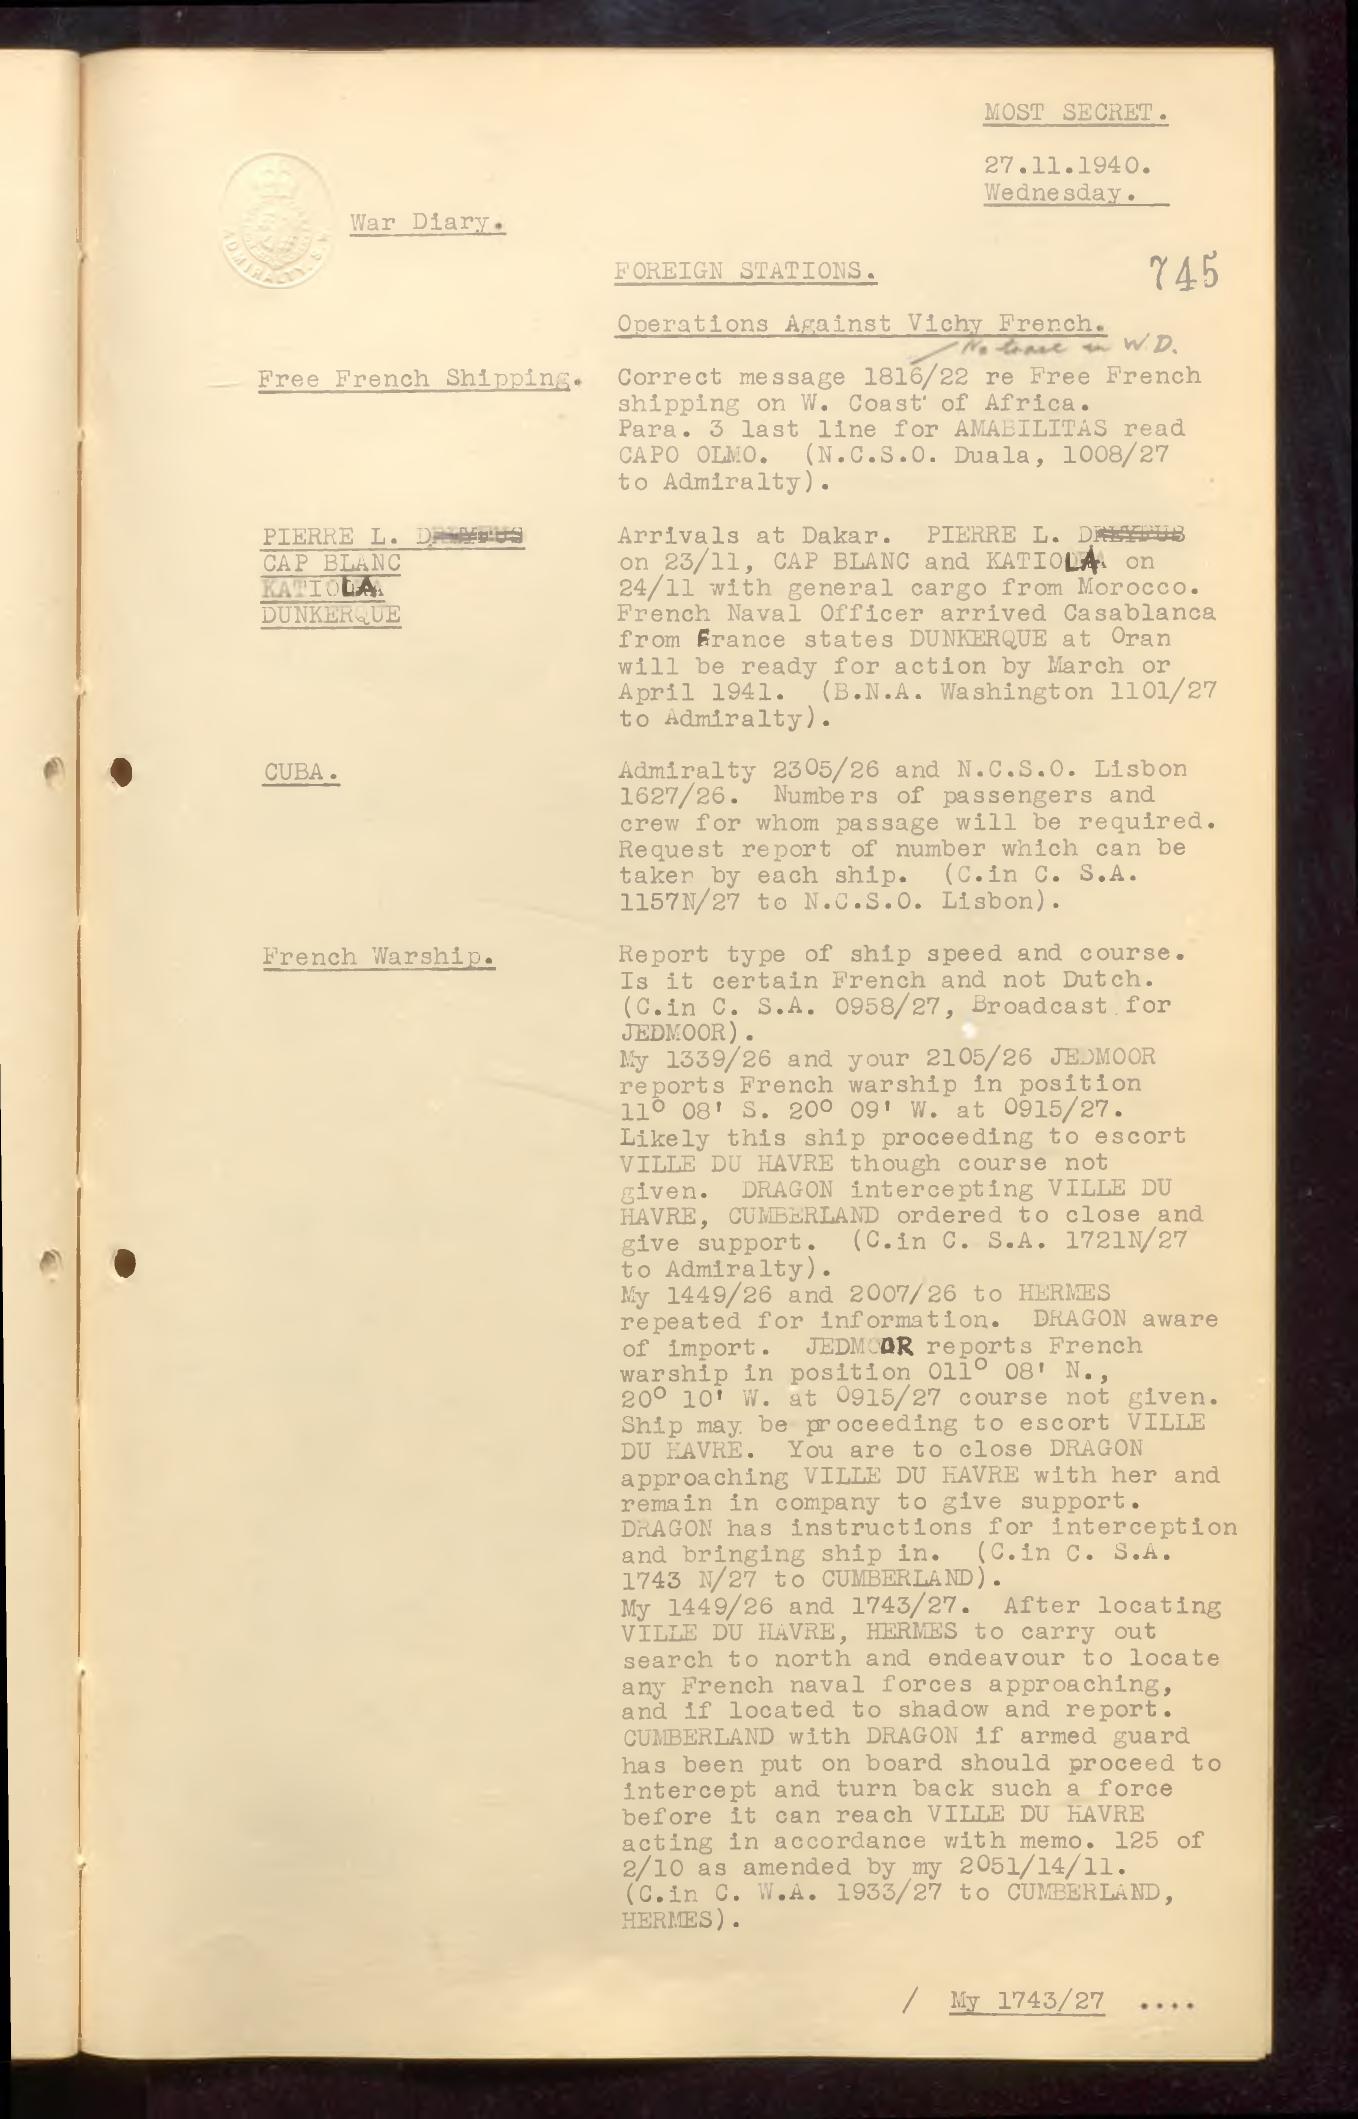 MOST SECRET.
27.11.1940.
Wednesday.
ADMIRALTY. S.
War Diary.
FOREIGN STATIONS.
745
Operations Against Vichy French.
No trace in W.D.
Free French Shipping.
Correct message 1816/22 re Free French
shipping on W. Coast of Africa.
Para. 3 last line for AMABILITAS read
CAPO OLMO. (N.C.S.O. Duala, 1008/27
to Admiralty).
PIERRE L. D
CAP BLANC
KATIOLA
DUNKERQUE
Arrivals at Dakar. PIERRE L. D
on 23/11, CAP BLANC and KATIOLA on
24/11 with general cargo from Morocco.
French Naval Officer arrived Casablanca
from France states DUNKERQUE at Oran
will be ready for action by March or
April 1941. (B.N.A. Washington 1101/27
to Admiralty).
CUBA.
Admiralty 2305/26 and N.C.S.O. Lisbon
1627/26. Numbers of passengers and
crew for whom passage will be required.
Request report of number which can be
taken by each ship. (C.in C. S.A.
1157N/27 to N.C.S.O. Lisbon).
French Warship.
Report type of ship speed and course.
Is it certain French and not Dutch.
(C.in C. S.A. 0958/27, Broadcast for
JEDMOOR).
My 1339/26 and your 2105/26 JEDMOOR
reports French warship in position
11° 08' S. 20° 09' W. at 0915/27.
Likely this ship proceeding to escort
VILLE DU HAVRE though course not
given. DRAGON intercepting VILLE DU
HAVRE, CUMBERLAND ordered to close and
give support. (C.in C. S.A. 1721N/27
to Admiralty).
My 1449/26 and 2007/26 to HERMES
repeated for information. DRAGON aware
of import. JEDMOOR reports French
warship in position 011° 08' N.,
20° 10' W. at 0915/27 course not given.
Ship may be proceeding to escort VILLE
DU HAVRE. You are to close DRAGON
approaching VILLE DU HAVRE with her and
remain in company to give support.
DRAGON has instructions for interception
and bringing ship in. (C.in C. S.A.
1743 N/27 to CUMBERLAND).
My 1449/26 and 1743/27. After locating
VILLE DU HAVRE, HERMES to carry out
search to north and endeavour to locate
any French naval forces approaching,
and if located to shadow and report.
CUMBERLAND with DRAGON if armed guard
has been put on board should proceed to
intercept and turn back such a force
before it can reach VILLE DU HAVRE
acting in accordance with memo. 125 of
2/10 as amended by my 2051/14/11.
(C.in C. W.A. 1933/27 to CUMBERLAND,
HERMES).
/ My 1743/27 ....